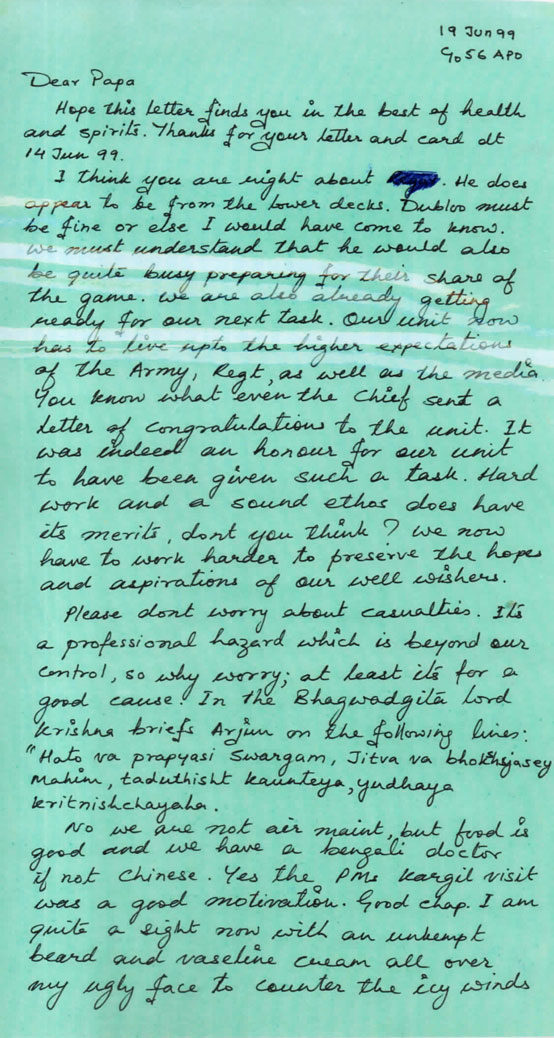 19 Jun 99
C/o 56 APO
Dear Papa
Hope this letter finds you in the best of health
and spirits. Thanks for your letter and card dt
14 Jun 99.
I think you are right about . He does
appear to be from the lower decks. must
be fine or else I would have come to know.
We must understand that he would also
be quite busy preparing for their share of
the game. We are also already getting
ready for our next task. Our unit now
has to live upto the higher expectations
of the Army, Regt, as well as the media.
You know what even the Chief sent a
letter of congratulations to the unit. It
was indeed an honour for our unit
to have been given such a task. Hard
work and a sound ethos does have
its merits, dont you think? We now
have to work harder to preserve the hopes
and aspirations of our well wishers.
Please dont worry about casualties. Its
a professional hazard which is beyond our
control, so why worry; at least its for a
good cause. In the Bhagwadgita Lord
Krishna briefs Arjun on the following lines:
"Hato va prapyasi Swargam, Jitva va bhokshyasey
Mahim, taduthisht kaunteya, yudhaya
kritnishchayaha.
No we are not air maint, but food is
good and we have a bengali doctor
if not Chinese. Yes the PMs Kargil visit
was a good motivation. Good chap. I am
quite a sight now with an unkempt
beard and vaseline cream all over
my ugly face to counter the icy winds